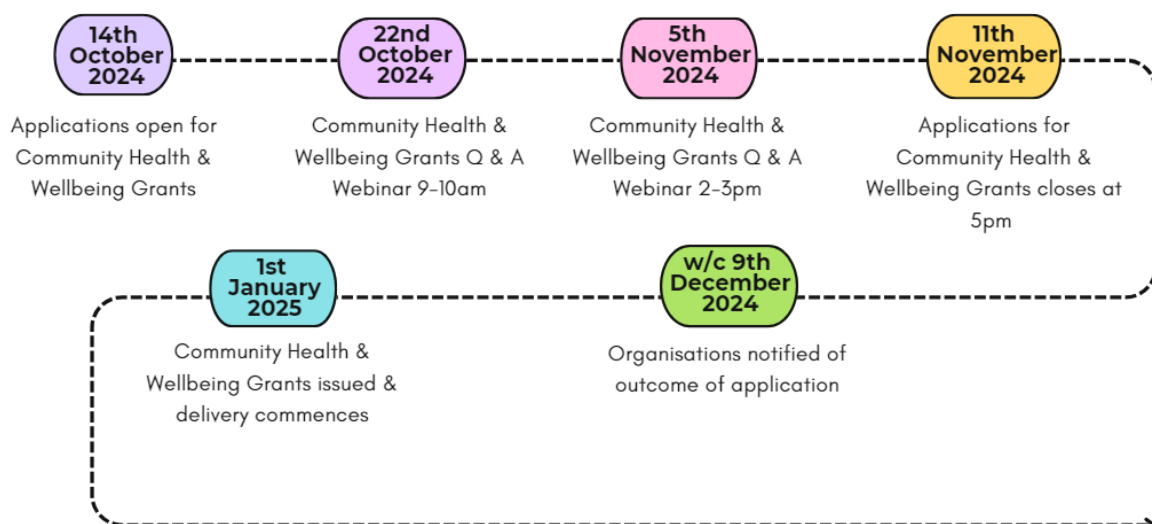 14th
October
2024
Applications open for
Community Health &
Wellbeing Grants
22nd
October
2024
Community Health &
Wellbeing Grants Q & A
Webinar 9-10am
5th
November
2024
Community Health &
Wellbeing Grants Q & A
Webinar 2-3pm
11th
November
2024
Applications for
Community Health &
Wellbeing Grants closes at
5pm
w/c 9th
December
2024
Organisations notified of
outcome of application
1st
January
2025
Community Health &
Wellbeing Grants issued &
delivery commences